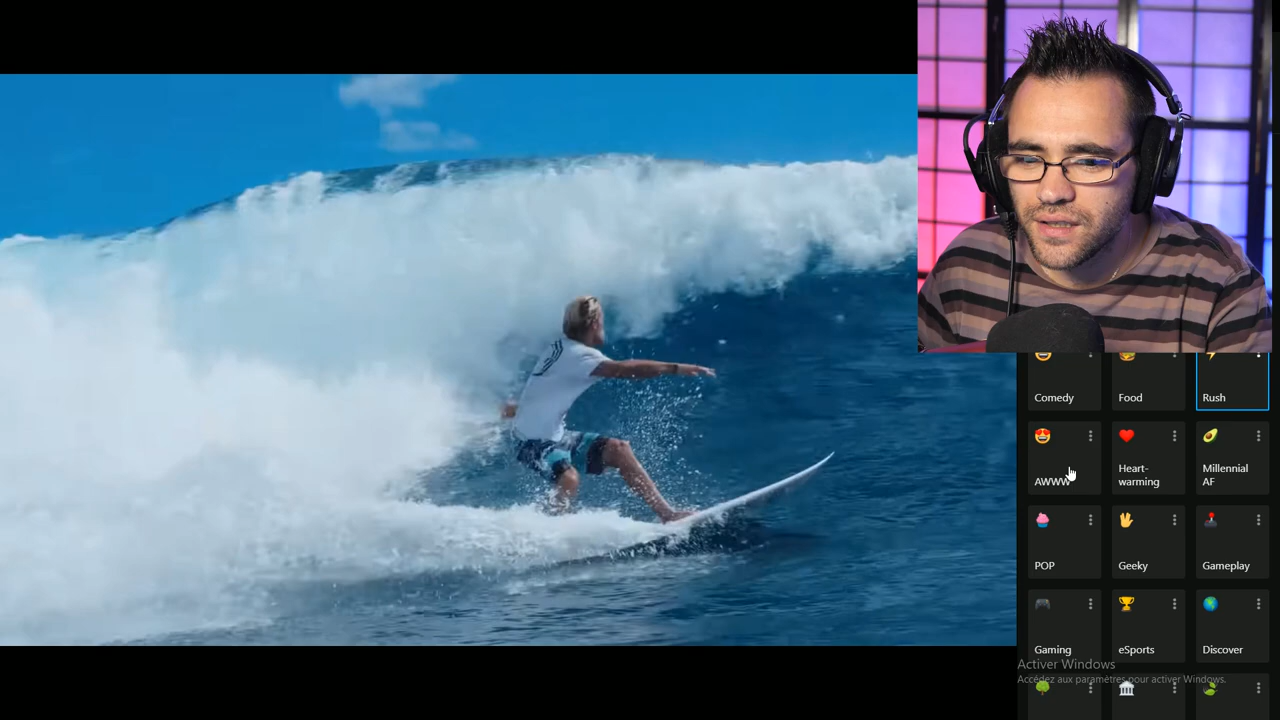 Comedy
Food
Rush
AWWW
Heart-
warming
Millennial
AF
POP
Geeky
Gameplay
Gaming
eSports
Discover
Activer Windows
Accédez aux paramètres pour activer Windows.